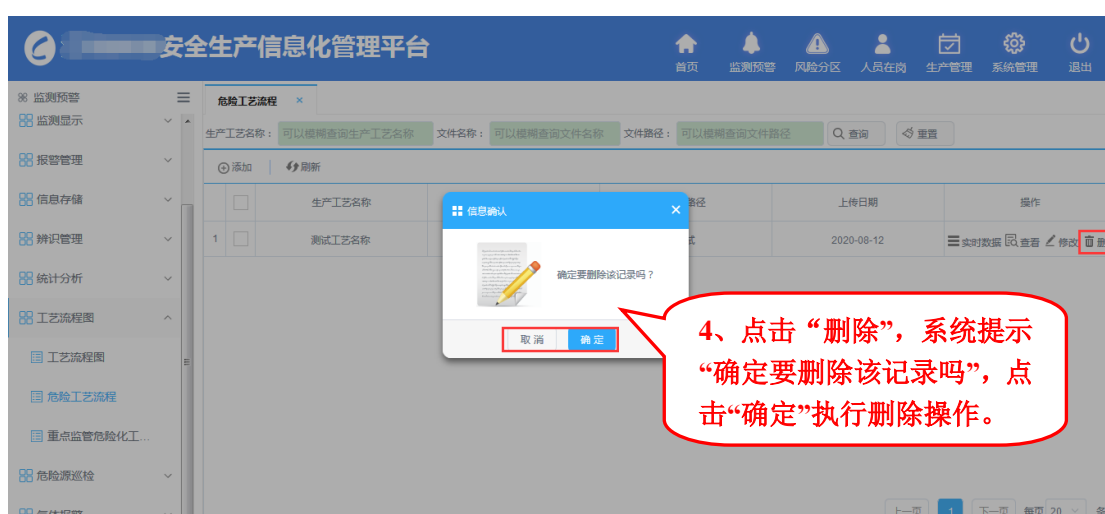 安全生产信息化管理平台
首页 监测预警 风险分区 人员在岗 生产管理 系统管理 退出
监测预警
危险工艺流程 ×
监测显示
生产工艺名称： 可以模糊查询生产工艺名称 文件名称： 可以模糊查询文件名称 文件路径： 可以模糊查询文件路径 查询 重置
报警管理
添加 刷新
信息存储
生产工艺名称 路径 上传日期 操作
信息确认 ×
辨识管理
1 测试工艺名称 2020-08-12 实时数据 查看 修改
确定要删除该记录吗？
统计分析
工艺流程图
取 消 确 定
4、点击“删除”，系统提示
“确定要删除该记录吗”，点
击“确定”执行删除操作。
工艺流程图
危险工艺流程
重点监管危险化工...
危险源巡检
上一页 1 下一页 每页 20